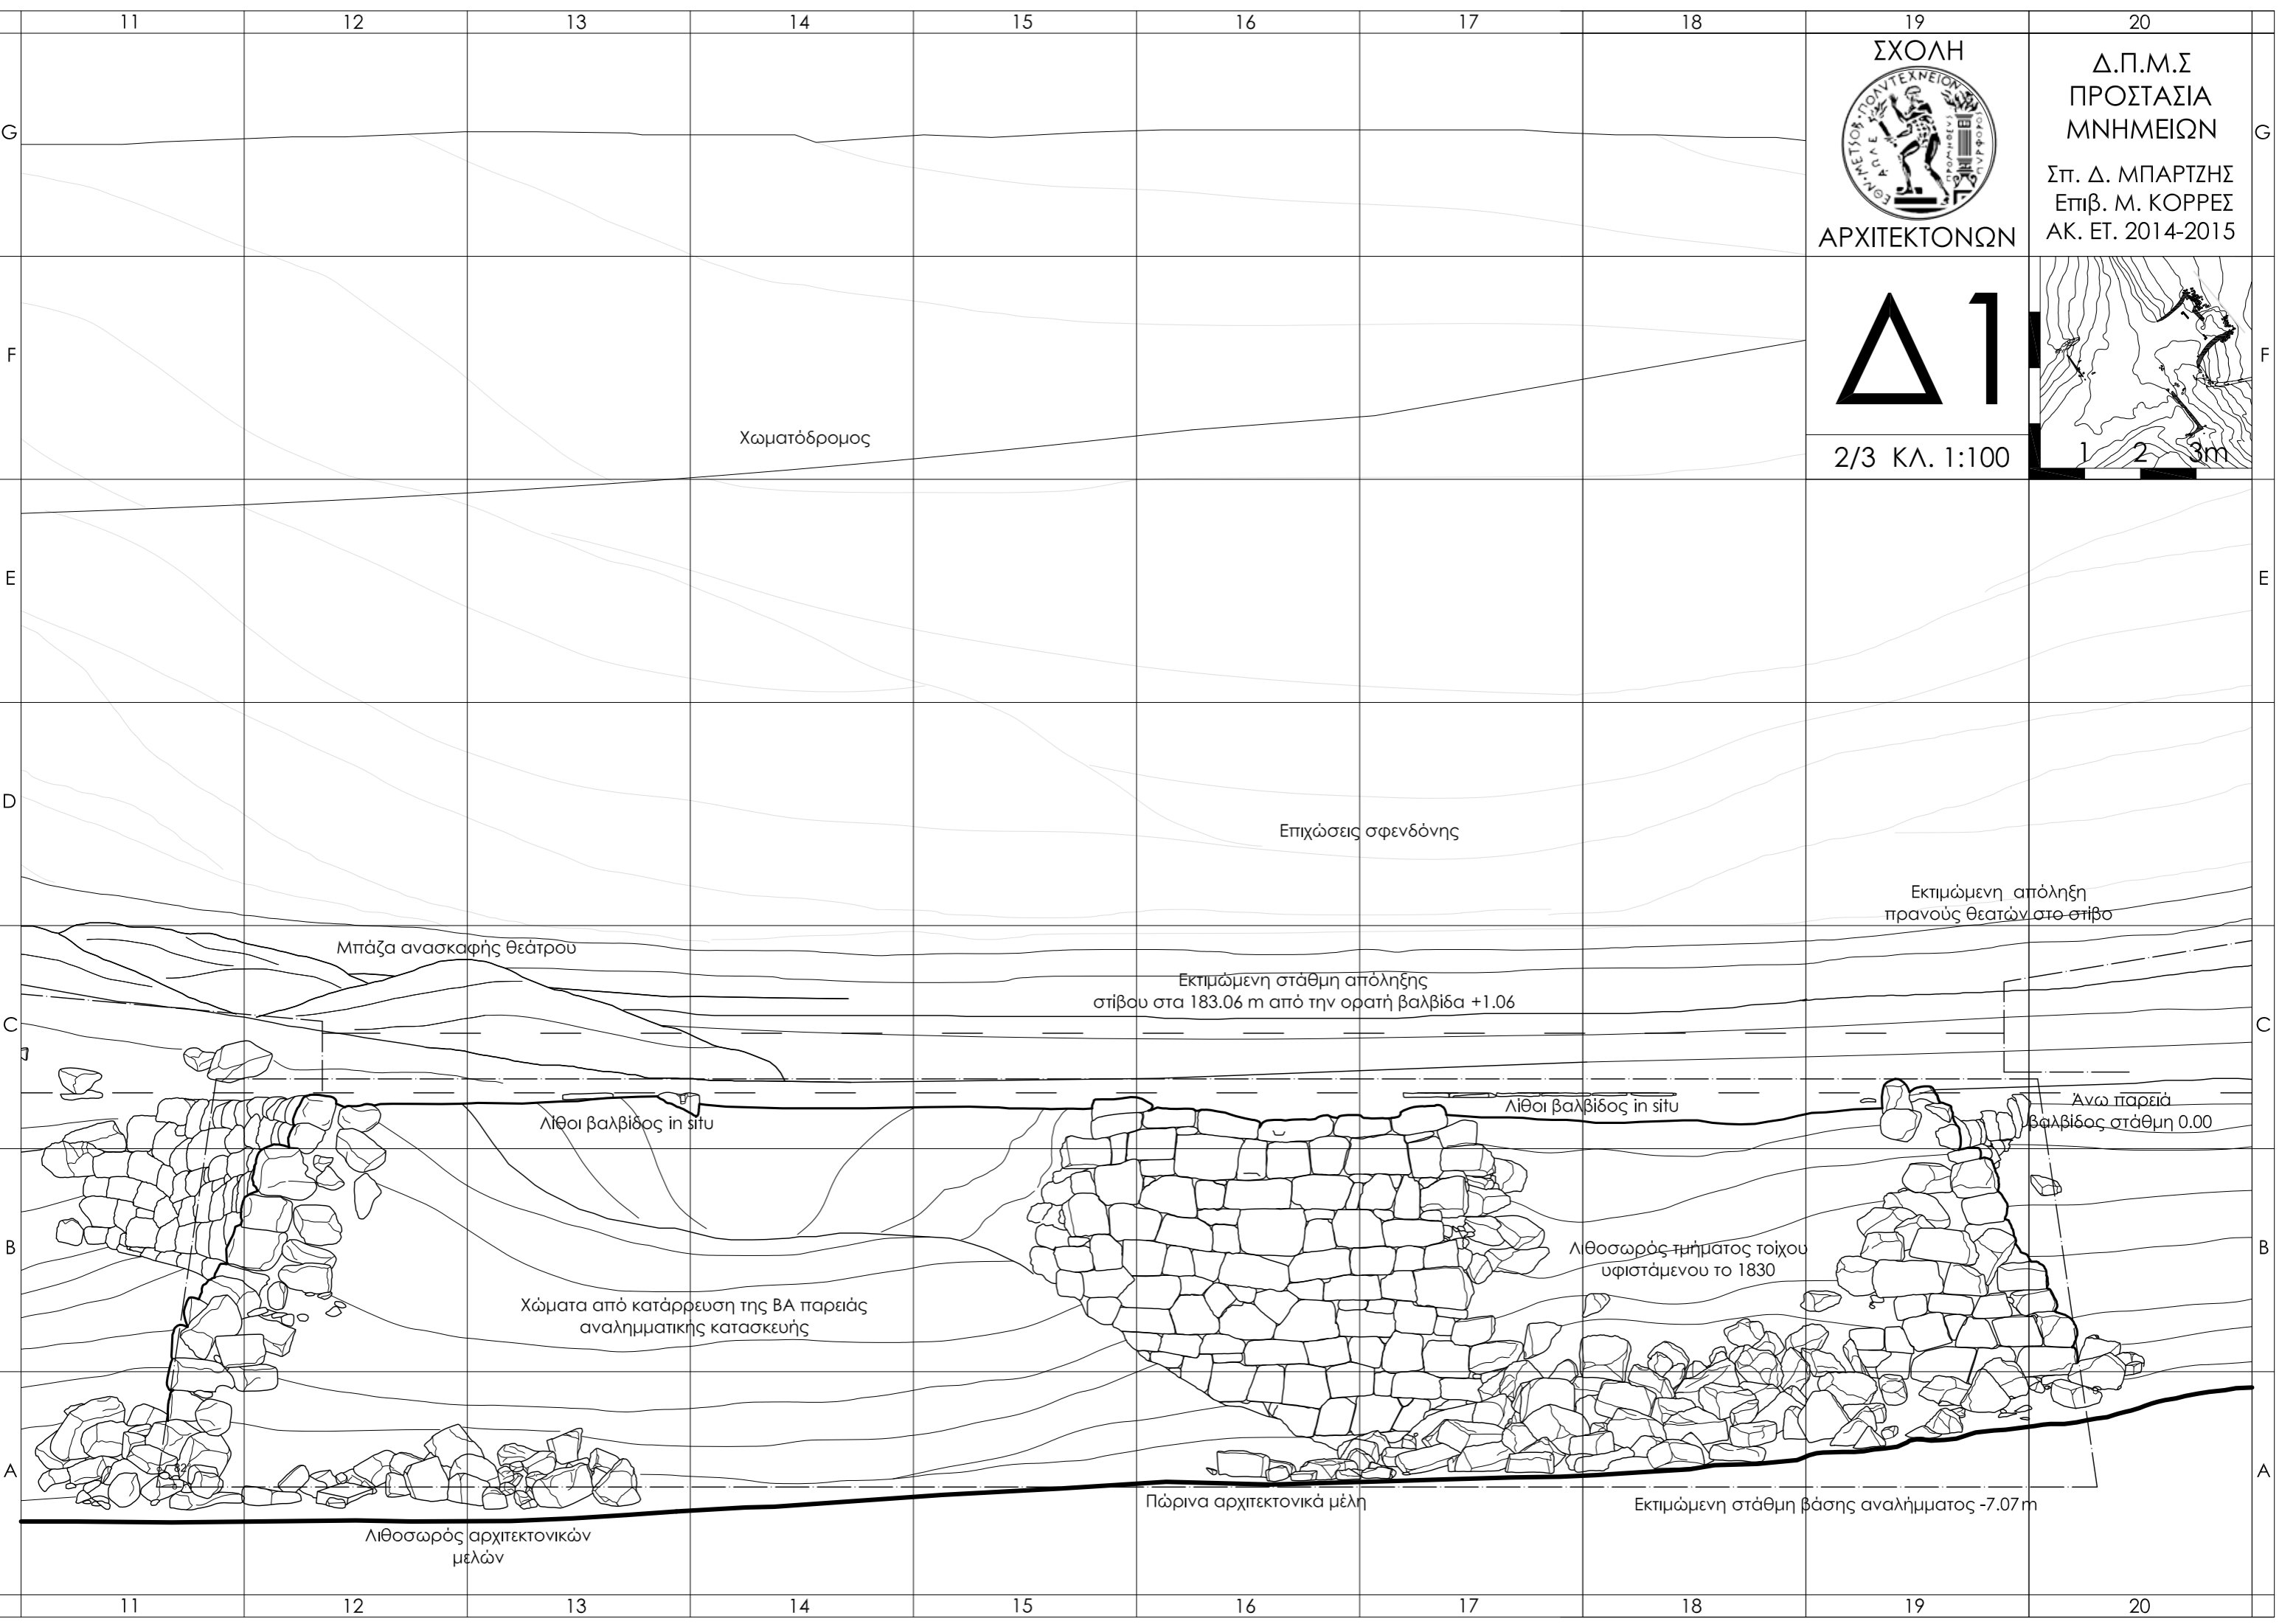 11 12 13 14 15 16 17 18 19 20
G
ΣΧΟΛΗ
ΕΘΝ•ΜΕΤΣΟΒ•ΠΟΛΥΤΕΧΝΕΙΟΝ
ΠΡΟΜΗΘΕΥΣ
ΠΥΡΦΟΡΟΣ
ΑΡΧΙΤΕΚΤΟΝΩΝ
Δ.Π.Μ.Σ
ΠΡΟΣΤΑΣΙΑ
ΜΝΗΜΕΙΩΝ
Σπ. Δ. ΜΠΑΡΤΖΗΣ
Επιβ. Μ. ΚΟΡΡΕΣ
ΑΚ. ΕΤ. 2014-2015
G
F
Δ1
2/3 ΚΛ. 1:100
1 2 3m
F
Χωματόδρομος
E
E
D
D
Επιχώσεις σφενδόνης
Εκτιμώμενη απόληξη
πρανούς θεατών στο στίβο
Μπάζα ανασκαφής θεάτρου
Εκτιμώμενη στάθμη απόληξης
στίβου στα 183.06 m από την ορατή βαλβίδα +1.06
C
C
Λίθοι βαλβίδος in situ
Λίθοι βαλβίδος in situ
Άνω παρειά
βαλβίδος στάθμη 0.00
B
B
Λιθοσωρός τμήματος τοίχου
υφιστάμενου το 1830
Χώματα από κατάρρευση της ΒΑ παρειάς
αναλημματικής κατασκευής
A
A
Πώρινα αρχιτεκτονικά μέλη
Εκτιμώμενη στάθμη βάσης αναλήμματος -7.07m
Λιθοσωρός αρχιτεκτονικών
μελών
11 12 13 14 15 16 17 18 19 20